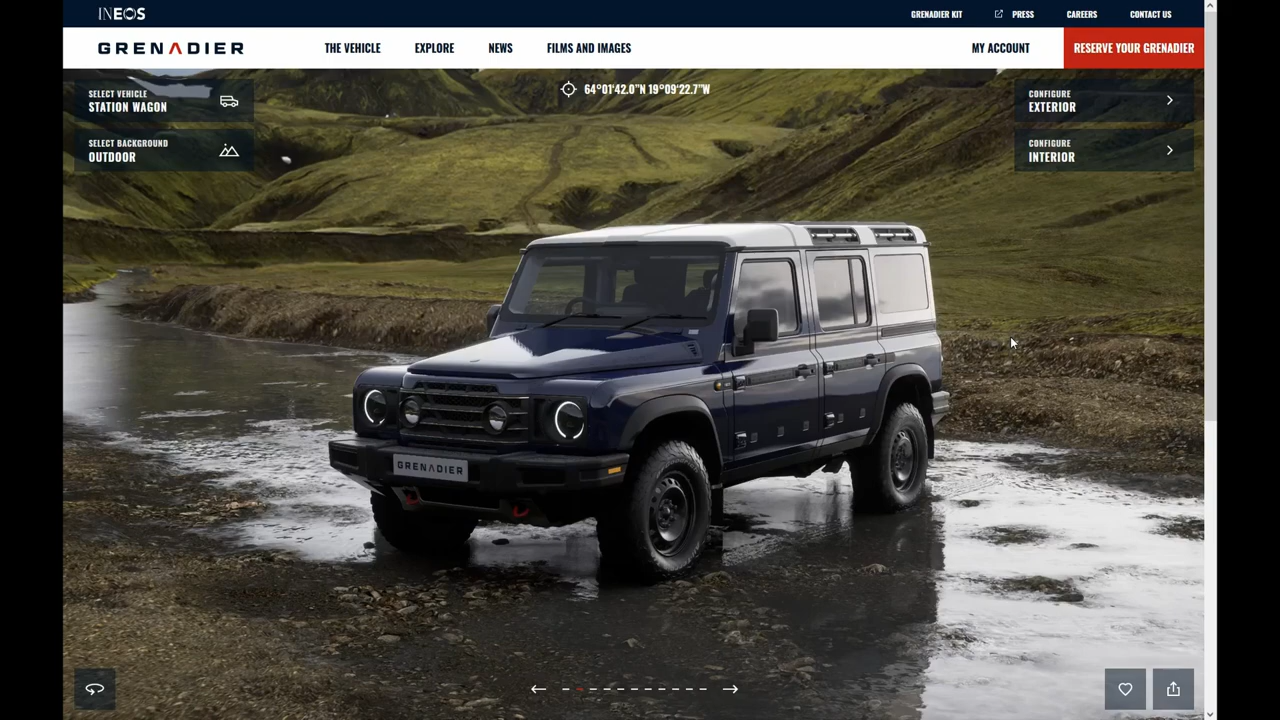 INEOS
GRENADIER KIT
PRESS
CAREERS
CONTACT US
GRENADIER
THE VEHICLE
EXPLORE
NEWS
FILMS AND IMAGES
MY ACCOUNT
RESERVE YOUR GRENADIER
SELECT VEHICLE
STATION WAGON
64°01'42.0"N 19°09'22.7"W
CONFIGURE
EXTERIOR
SELECT BACKGROUND
OUTDOOR
CONFIGURE
INTERIOR
GRENADIER